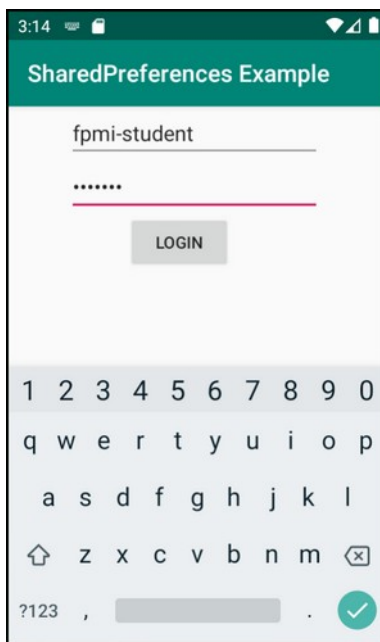 3:14
SharedPreferences Example
fpmi-student
•••••••
LOGIN
1 2 3 4 5 6 7 8 9 0
q w e r t y u i o p
a s d f g h j k l
z x c v b n m
?123 , .